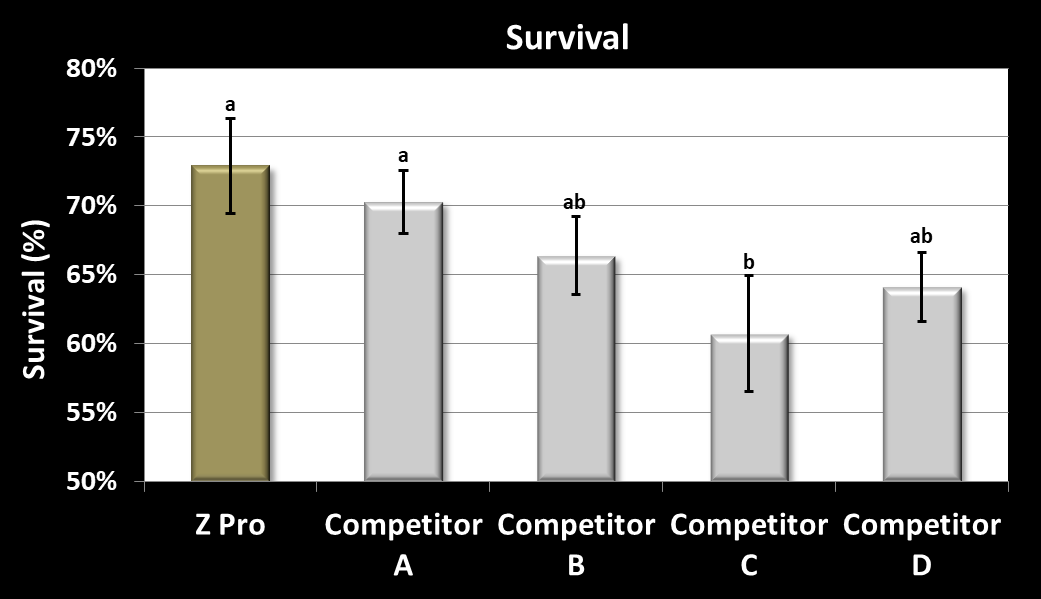 Survival
80%
75%
70%
65%
60%
55%
50%
Survival (%)
a
a
ab
b
ab
Z Pro
Competitor A
Competitor B
Competitor C
Competitor D